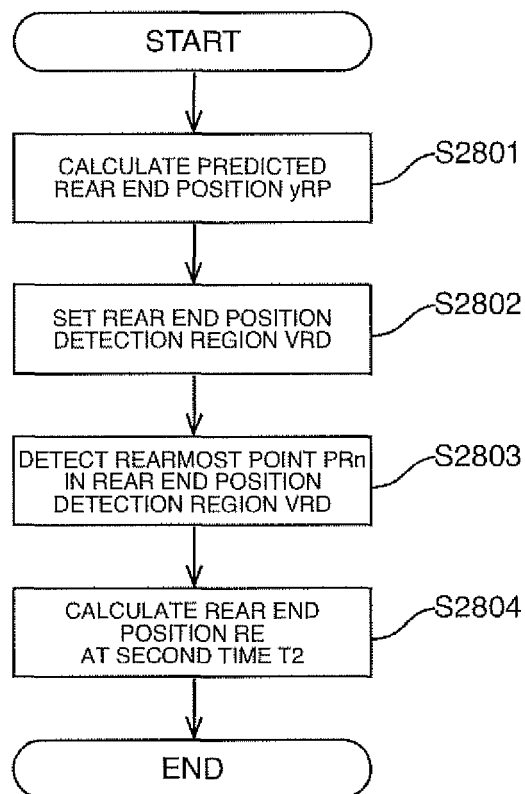 START
CALCULATE PREDICTED
REAR END POSITION yRP
S2801
SET REAR END POSITION
DETECTION REGION VRD
S2802
DETECT REARMOST POINT PRn
IN REAR END POSITION
DETECTION REGION VRD
S2803
CALCULATE REAR END
POSITION RE
AT SECOND TIME T2
S2804
END